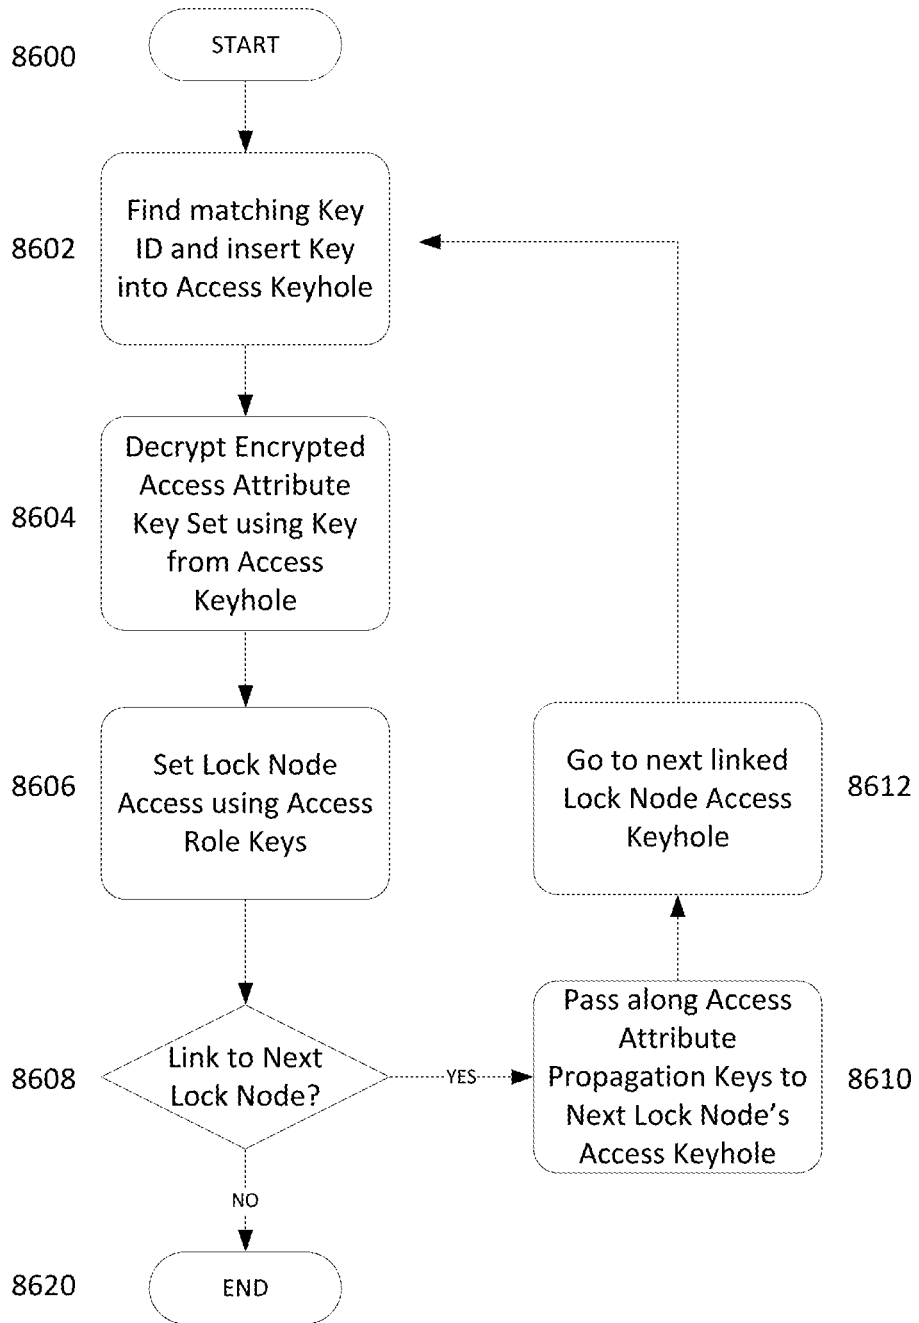 8600
START
8602
Find matching Key
ID and insert Key
into Access Keyhole
8604
Decrypt Encrypted
Access Attribute
Key Set using Key
from Access
Keyhole
8606
Set Lock Node
Access using Access
Role Keys
Go to next linked
Lock Node Access
Keyhole
8612
8608
Link to Next
Lock Node?
YES
Pass along Access
Attribute
Propagation Keys to
Next Lock Node's
Access Keyhole
8610
NO
8620
END